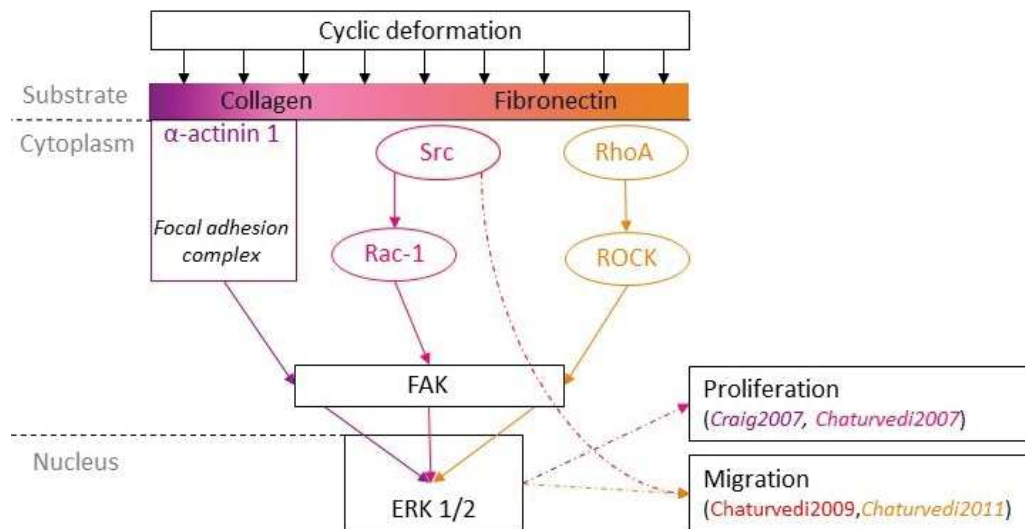 Cyclic deformation
Substrate
Collagen
Fibronectin
Cytoplasm
α-actinin 1
Src
RhoA
Focal adhesion
complex
Rac-1
ROCK
FAK
Proliferation
(Craig2007, Chaturvedi2007)
Nucleus
ERK 1/2
Migration
(Chaturvedi2009,Chaturvedi2011)